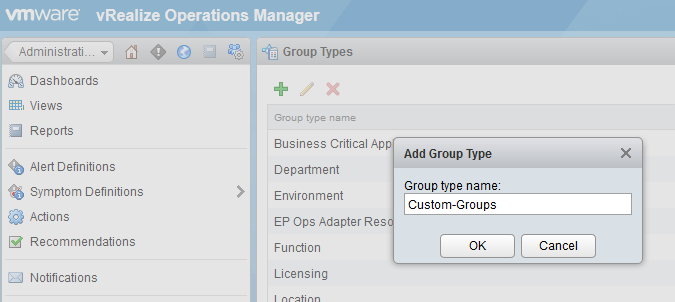 vmware vRealize Operations Manager
Administrati...
Dashboards
Views
Reports
Alert Definitions
Symptom Definitions
Actions
Recommendations
Notifications
Group Types
Group type name
Business Critical App
Department
Environment
EP Ops Adapter Reso
Function
Licensing
Location
Add Group Type
Group type name:
Custom-Groups
OK Cancel